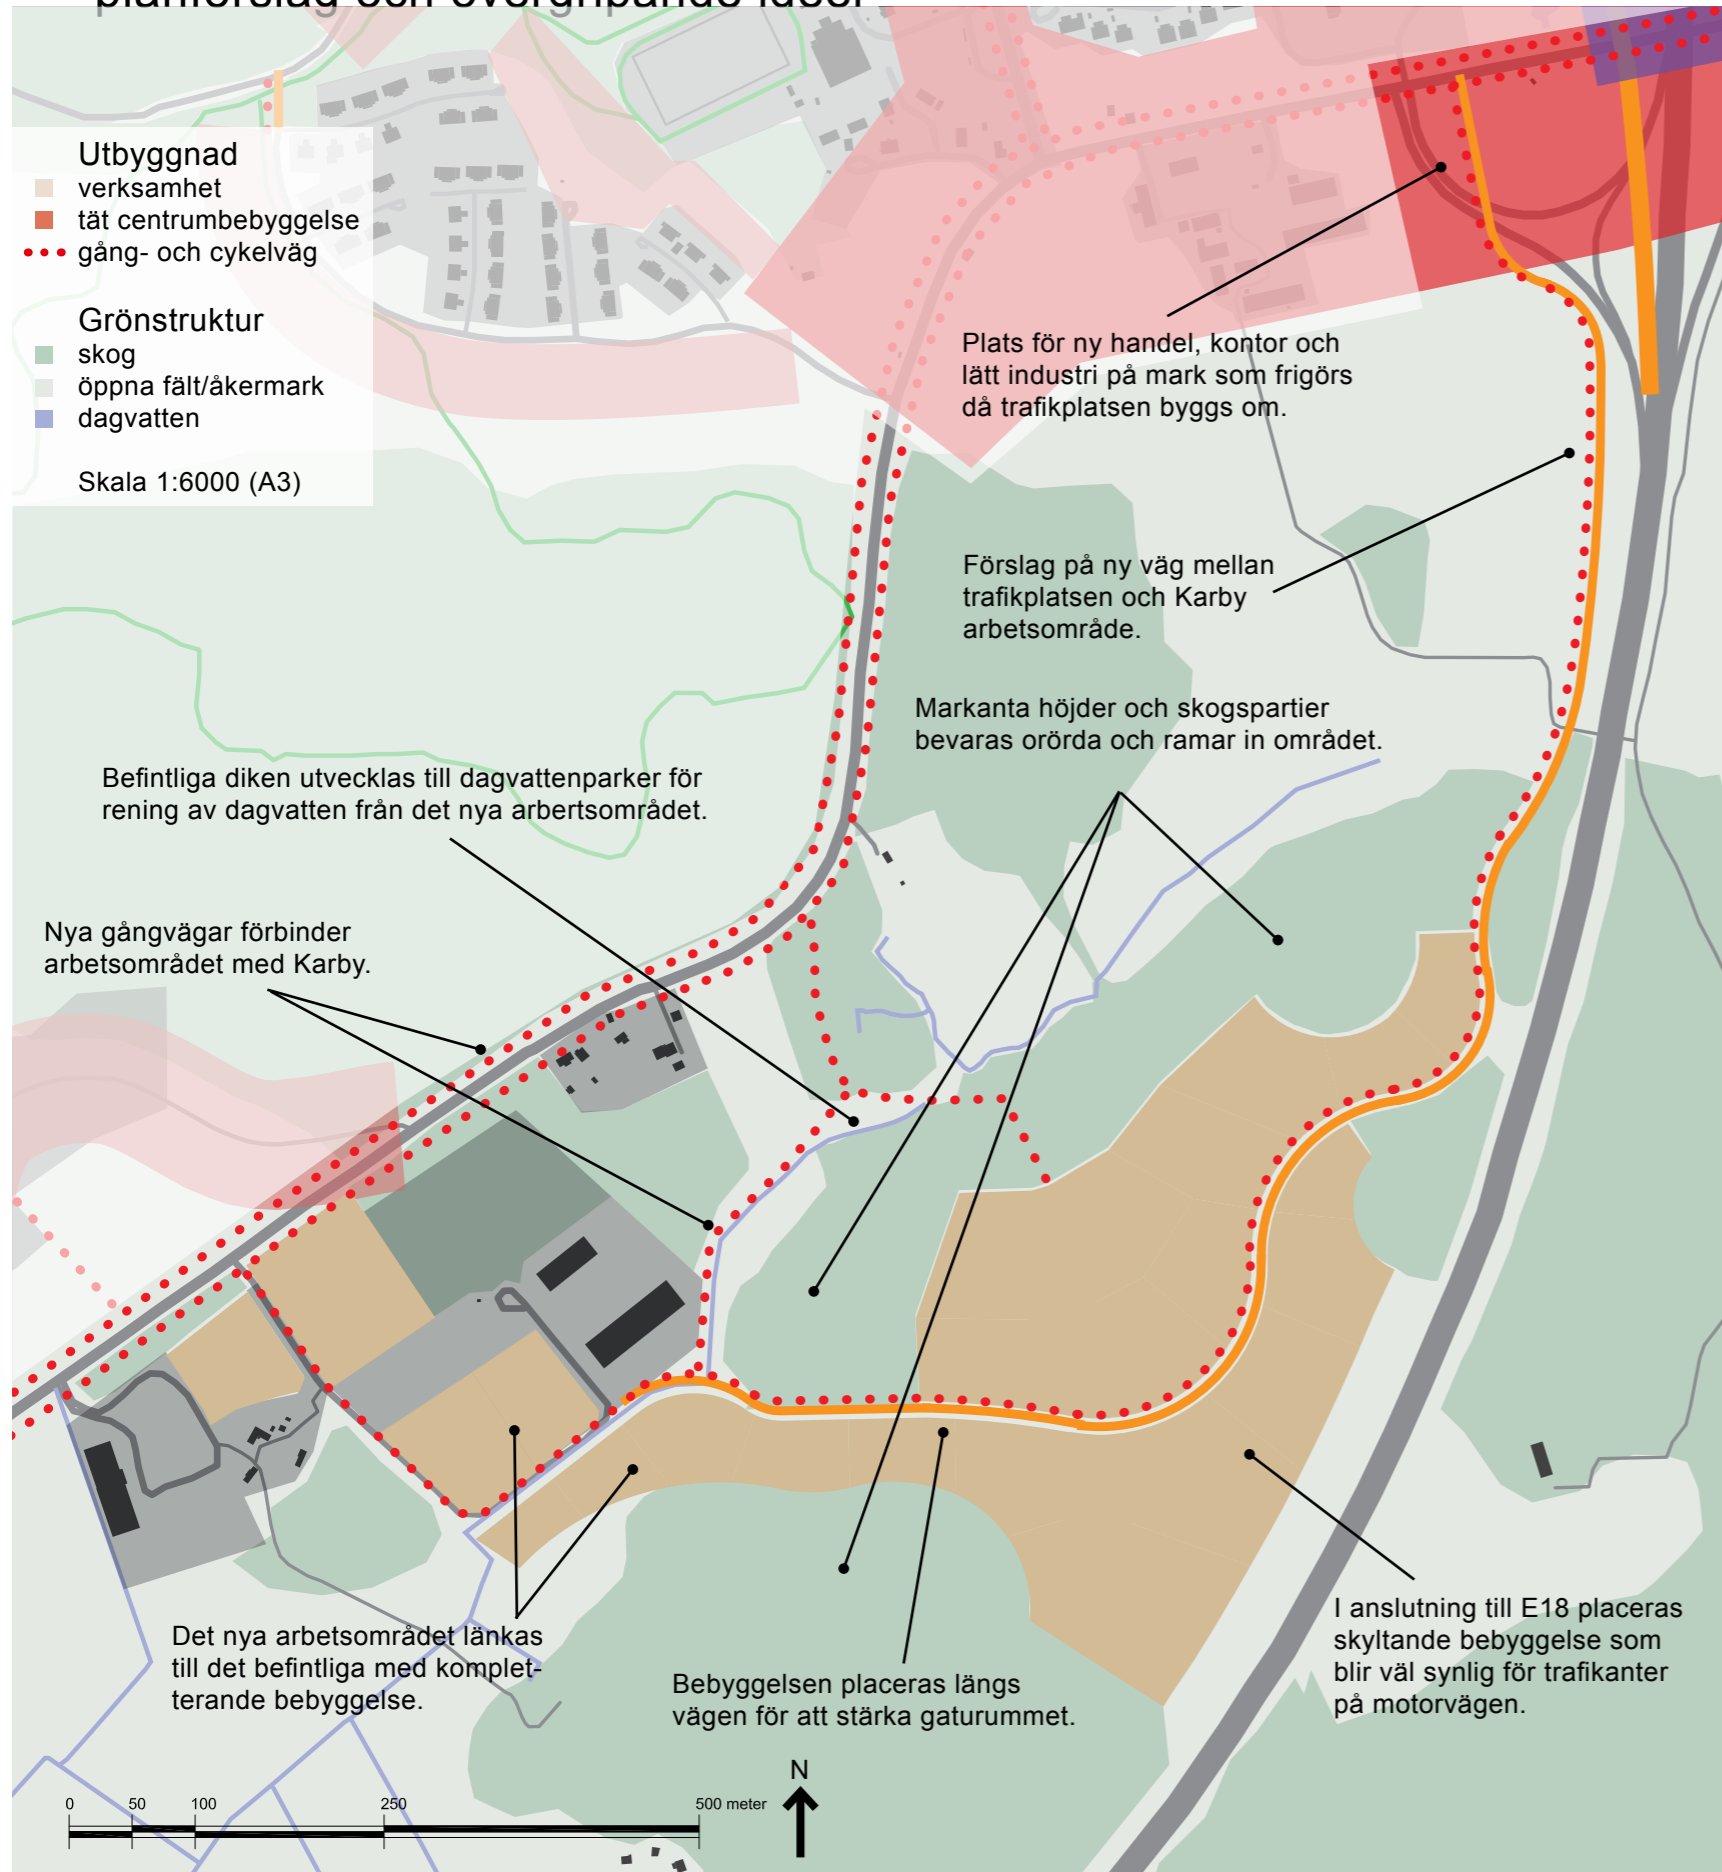 planförslag och övergripande idéer
Utbyggnad
verksamhet
tät centrumbebyggelse
gång- och cykelväg
Grönstruktur
skog
öppna fält/åkermark
dagvatten
Skala 1:6000 (A3)
Plats för ny handel, kontor och
lätt industri på mark som frigörs
då trafikplatsen byggs om.
Förslag på ny väg mellan
trafikplatsen och Karby
arbetsområde.
Markanta höjder och skogspartier
bevaras orörda och ramar in området.
Befintliga diken utvecklas till dagvattenparker för
rening av dagvatten från det nya arbertsområdet.
Nya gångvägar förbinder
arbetsområdet med Karby.
Det nya arbetsområdet länkas
till det befintliga med komplet-
terande bebyggelse.
Bebyggelsen placeras längs
vägen för att stärka gaturummet.
I anslutning till E18 placeras
skyltande bebyggelse som
blir väl synlig för trafikanter
på motorvägen.
N
0 50 100 250 500 meter